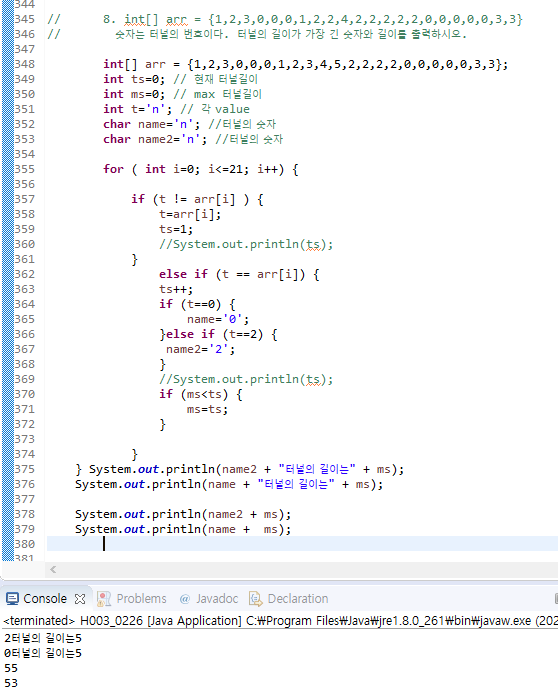 344
345 // 8. int[] arr = {1,2,3,0,0,0,1,2,2,4,2,2,2,2,2,0,0,0,0,0,3,3}
346 // 숫자는 터널의 번호이다. 터널의 길이가 가장 긴 숫자와 길이를 출력하시오.
347
348 int[] arr = {1,2,3,0,0,0,1,2,3,4,5,2,2,2,2,0,0,0,0,0,3,3};
349 int ts=0; // 현재 터널길이
350 int ms=0; // max 터널길이
351 int t='n'; // 각 value
352 char name='n'; //터널의 숫자
353 char name2='n'; //터널의 숫자
354
355 for ( int i=0; i<=21; i++) {
356
357 if (t != arr[i] ) {
358 t=arr[i];
359 ts=1;
360 //System.out.println(ts);
361 }
362 else if (t == arr[i]) {
363 ts++;
364 if (t==0) {
365 name='0';
366 }else if (t==2) {
367 name2='2';
368 }
369 //System.out.println(ts);
370 if (ms<ts) {
371 ms=ts;
372 }
373
374 }
375 } System.out.println(name2 + "터널의 길이는" + ms);
376 System.out.println(name + "터널의 길이는" + ms);
377
378 System.out.println(name2 + ms);
379 System.out.println(name +  ms);
380
381
Console Problems @ Javadoc Declaration
<terminated> H003_0226 [Java Application] C:₩Program Files₩Java₩jre1.8.0_261₩bin₩javaw.exe (202
2터널의 길이는5
0터널의 길이는5
55
53